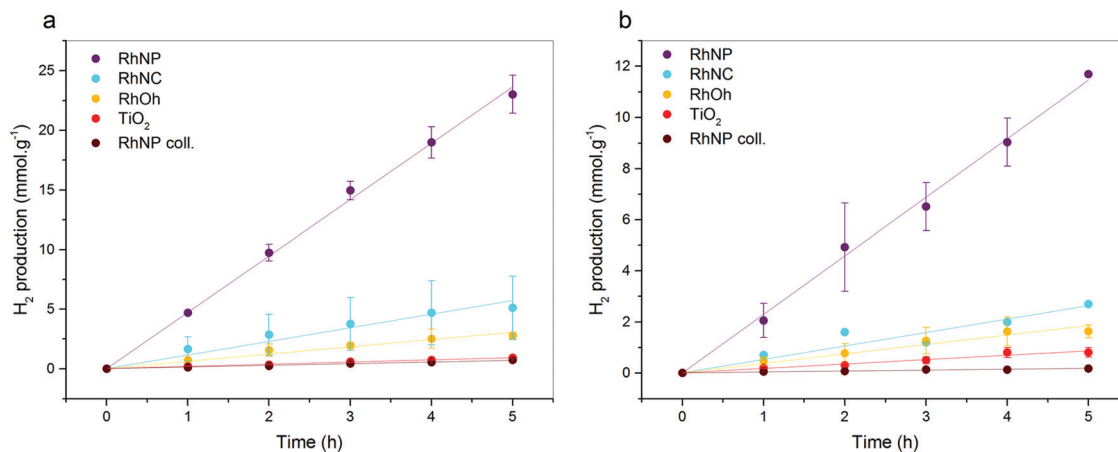 a
RhNP
RhNC
RhOh
TiO2
RhNP coll.
25
20
15
10
5
0
H2 production (mmol.g-1)
0 1 2 3 4 5
Time (h)
b
RhNP
RhNC
RhOh
TiO2
RhNP coll.
12
10
8
6
4
2
0
H2 production (mmol.g-1)
0 1 2 3 4 5
Time (h)